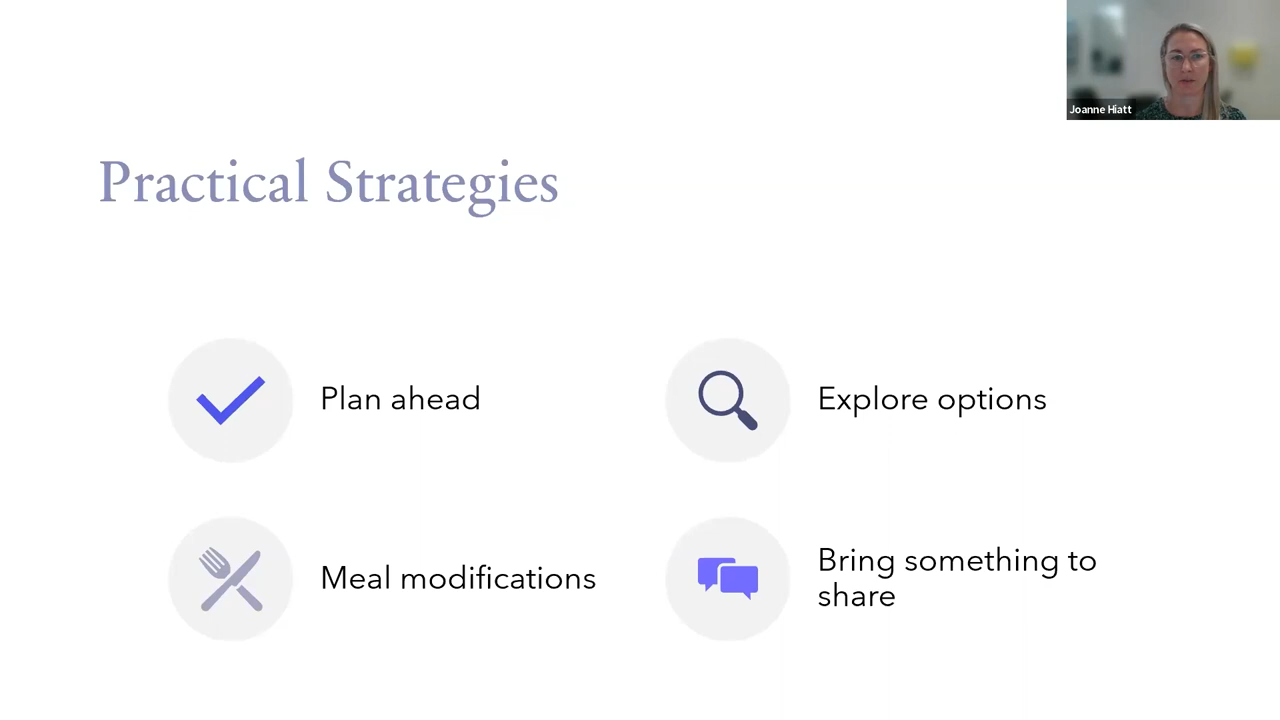 Joanne Hiatt
Practical Strategies
Plan ahead
Explore options
Meal modifications
Bring something to
share